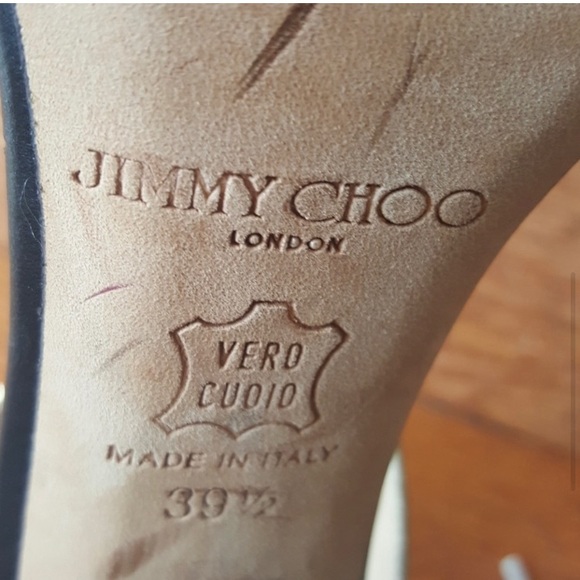 JIMMY CHOO
LONDON
VERO
CUOIO
MADE IN ITALY
39½